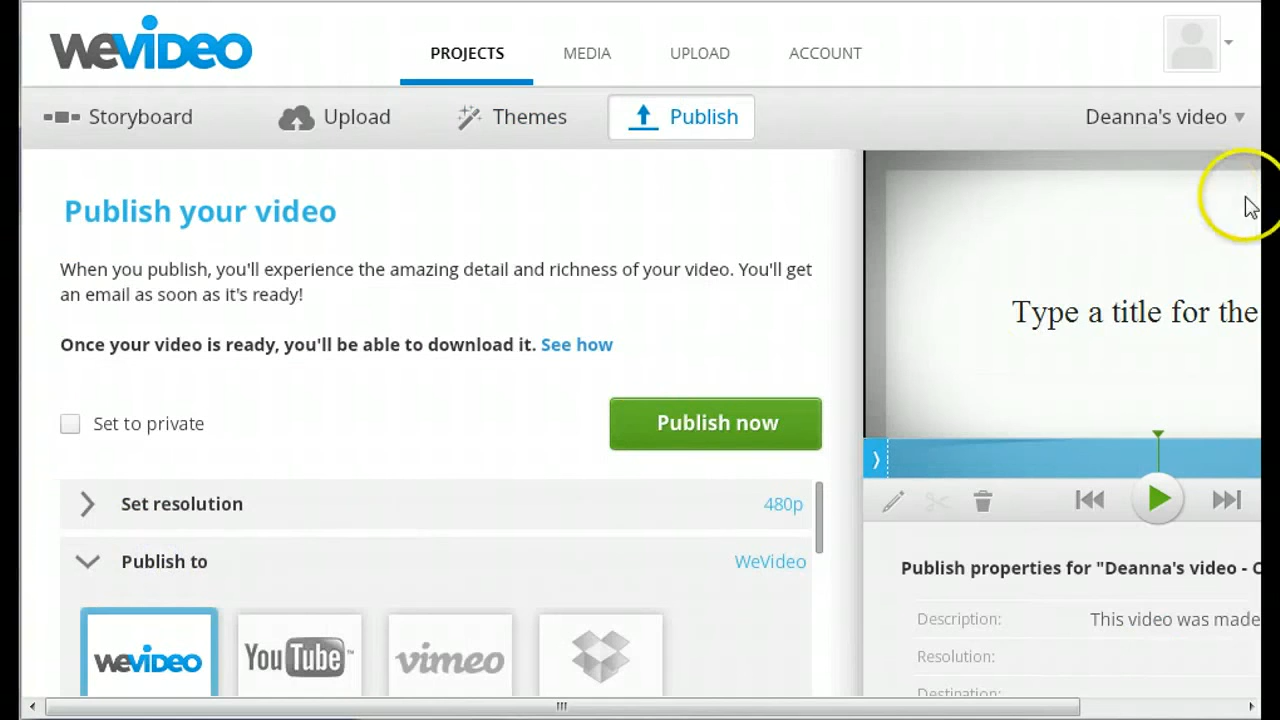 WEVIDEO
PROJECTS
MEDIA
UPLOAD
ACCOUNT
Storyboard
Upload
Themes
Publish
Deanna's video
Publish your video
When you publish, you'll experience the amazing detail and richness of your video. You'll get
an email as soon as it's ready!
Once your video is ready, you'll be able to download it. See how
Set to private
Publish now
Set resolution
480p
Publish to
WeVideo
WEVIDEO
YouTube
vimeo
Type a title for the
Publish properties for "Deanna's video -
Description:
This video was made
Resolution:
Destination: